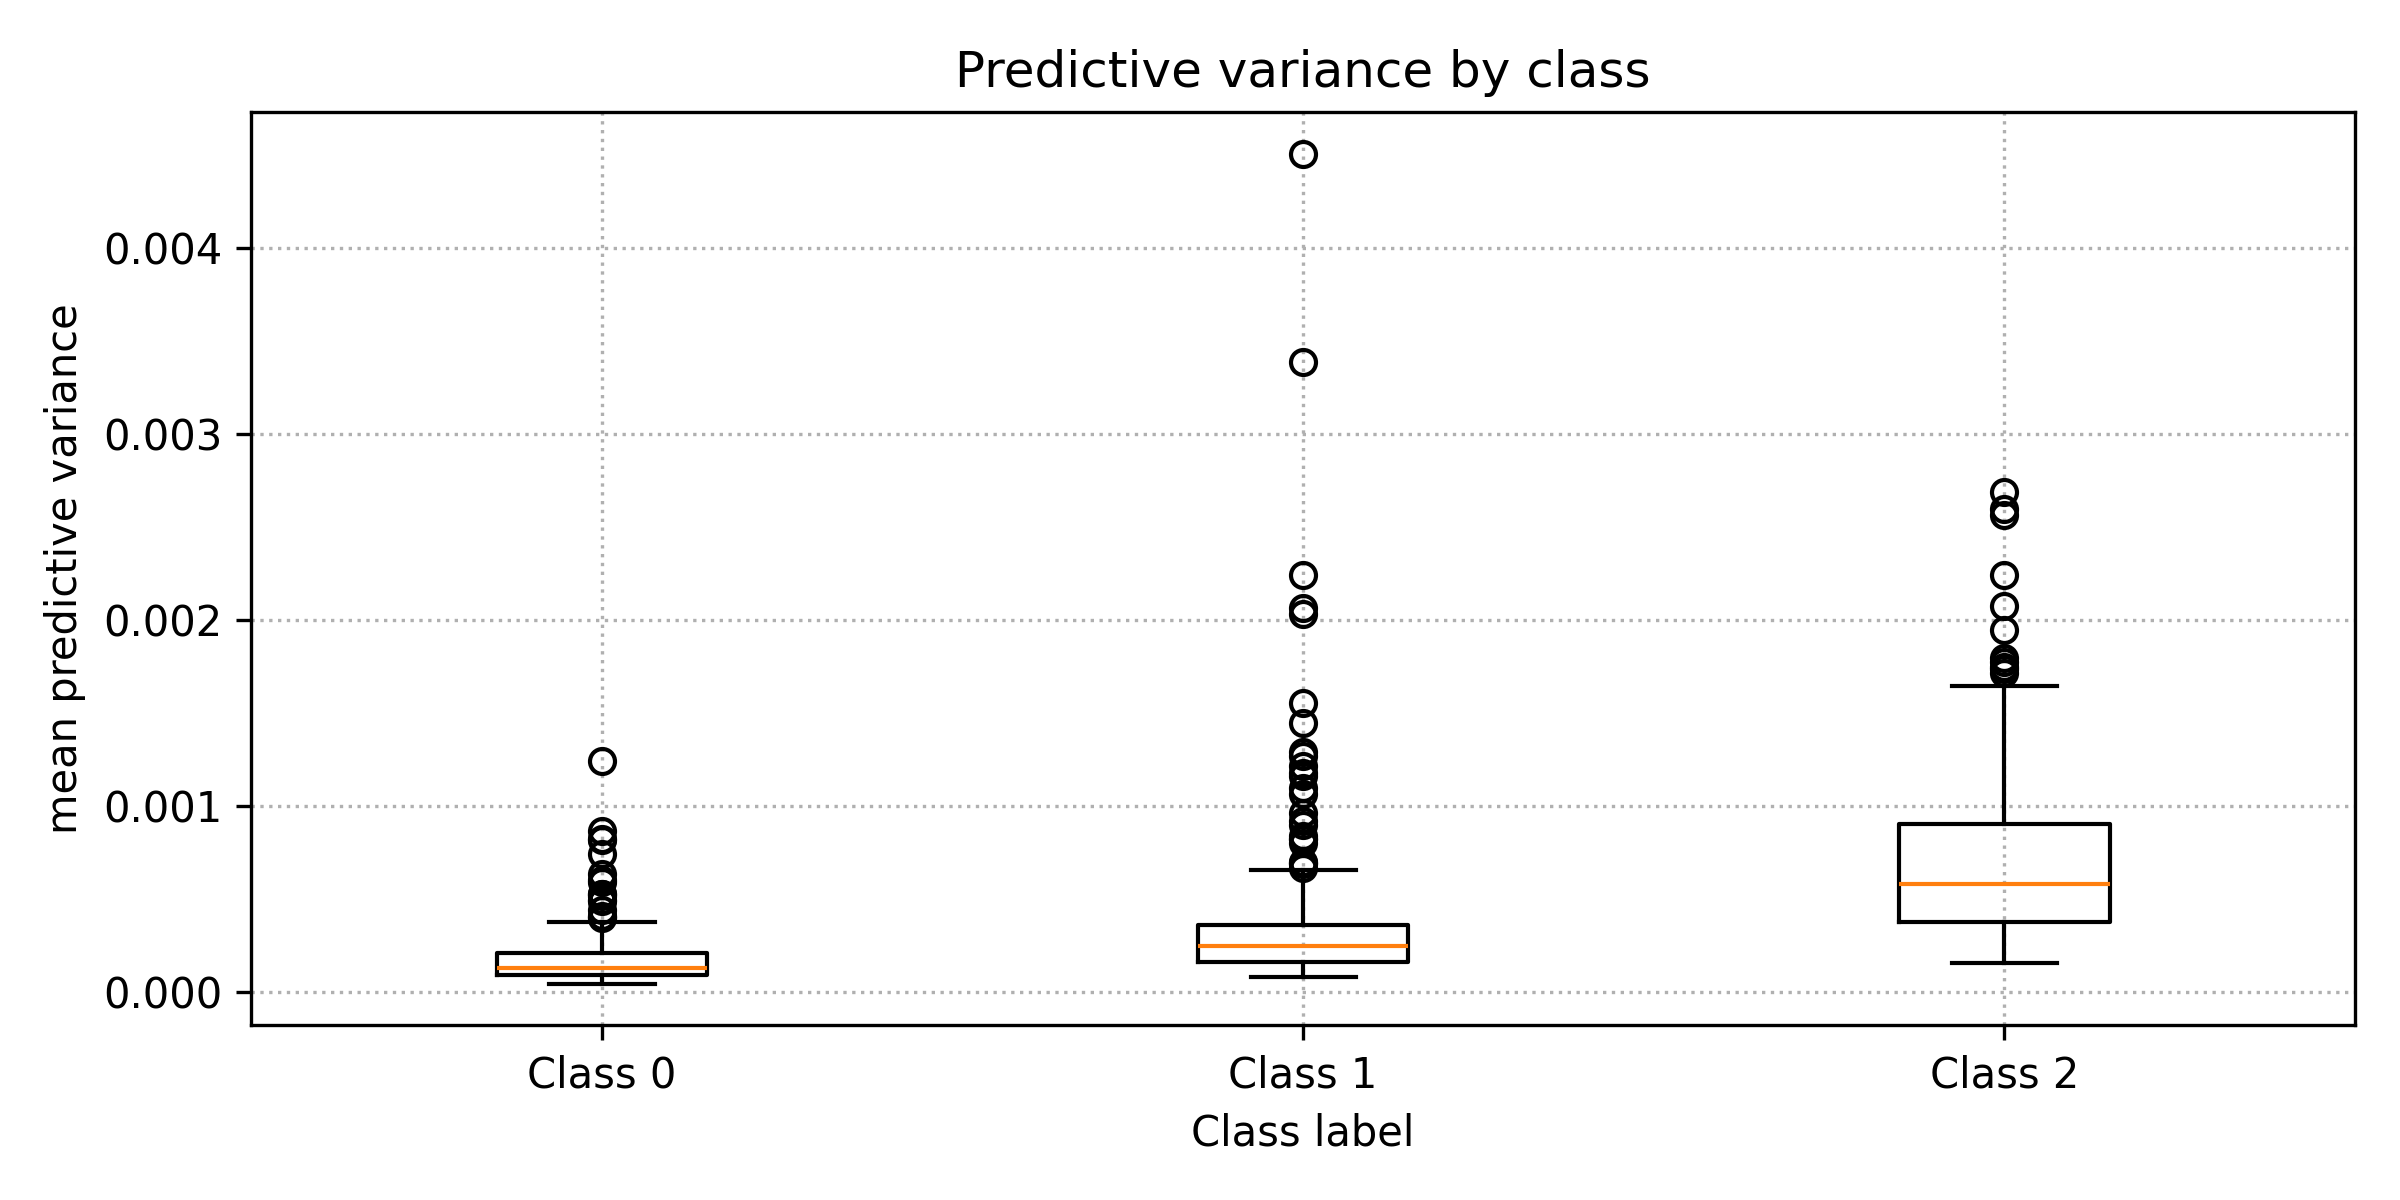 Predictive variance by class
mean predictive variance
0.004
0.003
0.002
0.001
0.000
Class 0
Class 1
Class 2
Class label